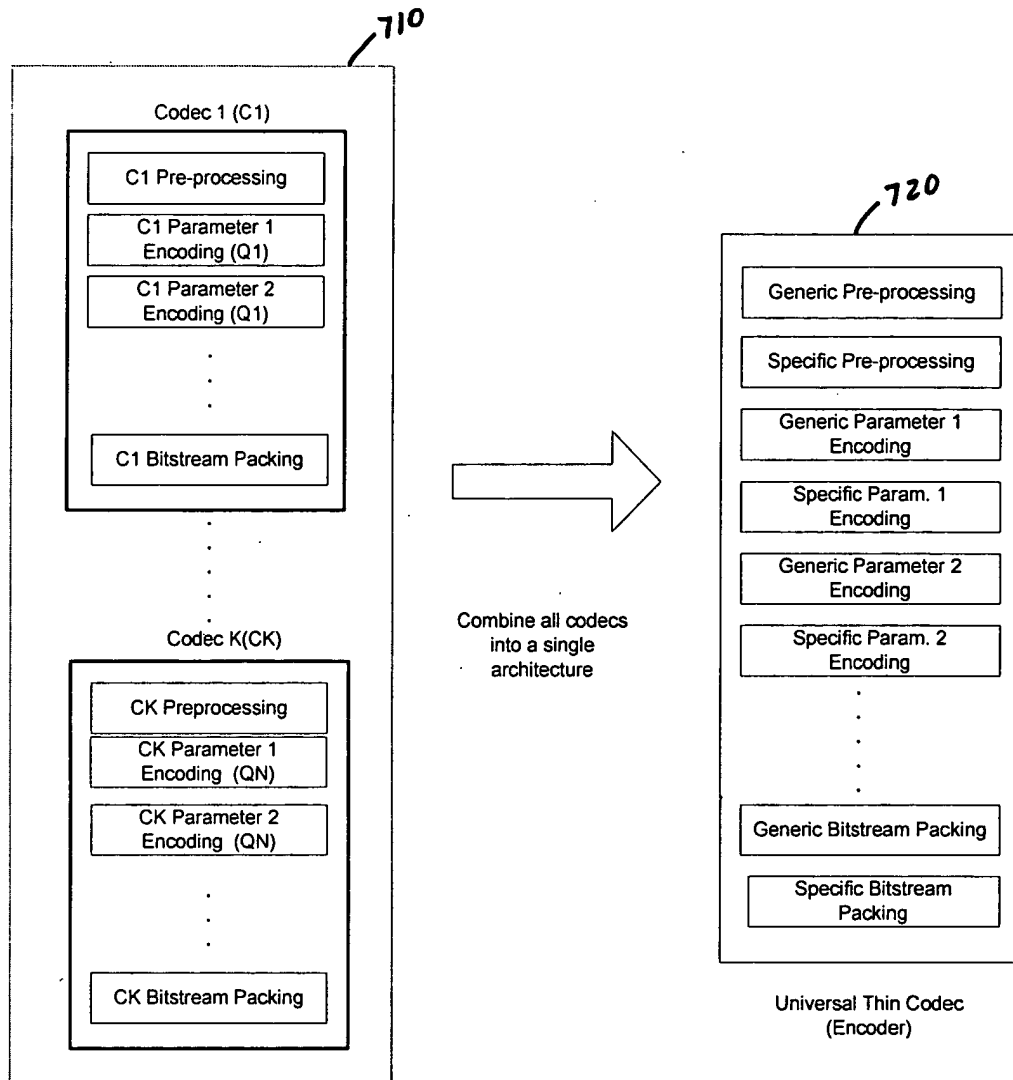 710
Codec 1 (C1)
C1 Pre-processing
C1 Parameter 1
Encoding (Q1)
C1 Parameter 2
Encoding (Q1)
C1 Bitstream Packing
Codec K(CK)
CK Preprocessing
CK Parameter 1
Encoding (QN)
CK Parameter 2
Encoding (QN)
CK Bitstream Packing
Combine all codecs
into a single
architecture
720
Generic Pre-processing
Specific Pre-processing
Generic Parameter 1
Encoding
Specific Param. 1
Encoding
Generic Parameter 2
Encoding
Specific Param. 2
Encoding
Generic Bitstream Packing
Specific Bitstream
Packing
Universal Thin Codec
(Encoder)